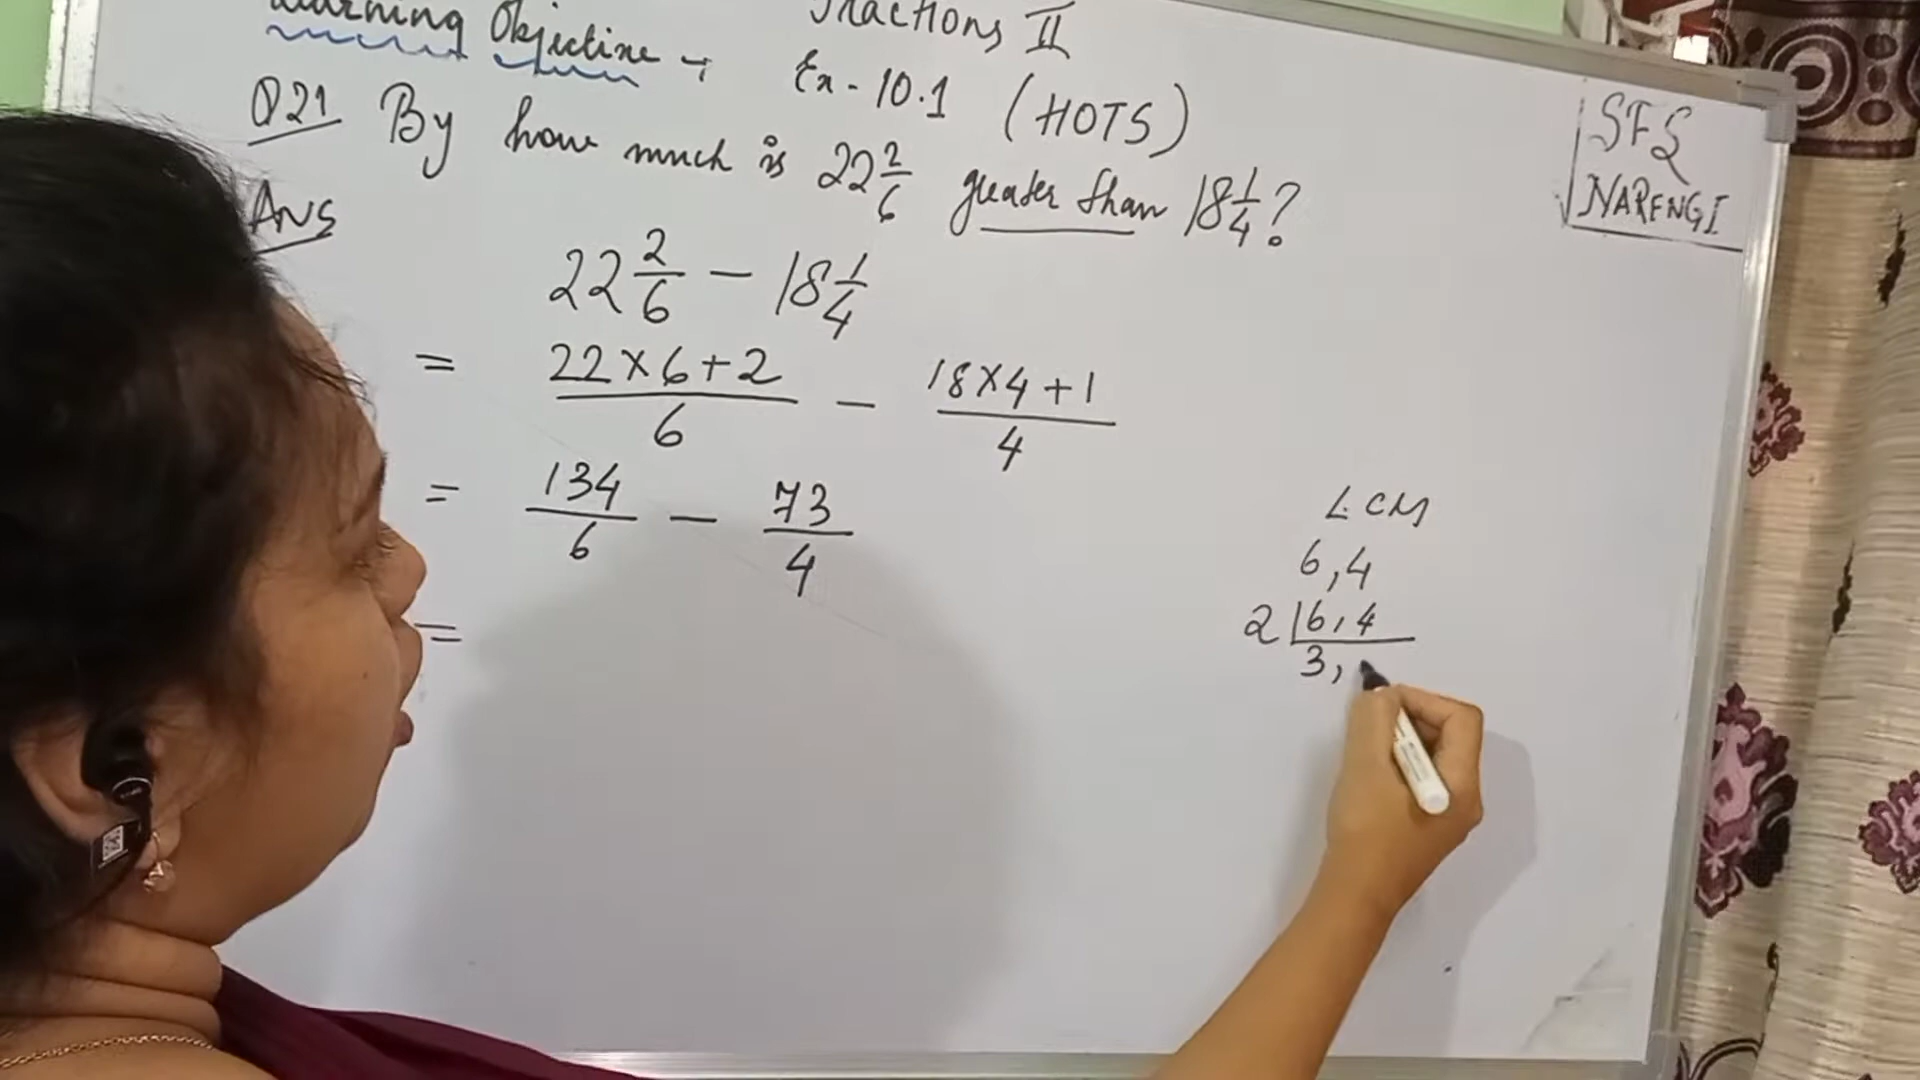 Learning Objective → Fractions II
Ex - 10.1 (HOTS)
Q21 By how much is 22 2/6 greater than 18 1/4?
Ans
22 2/6 - 18 1/4
= 22×6+2/6 - 18×4+1/4
= 134/6 - 73/4
=
LCM
6,4
2 | 6,4
3,
SFS
NARENGI